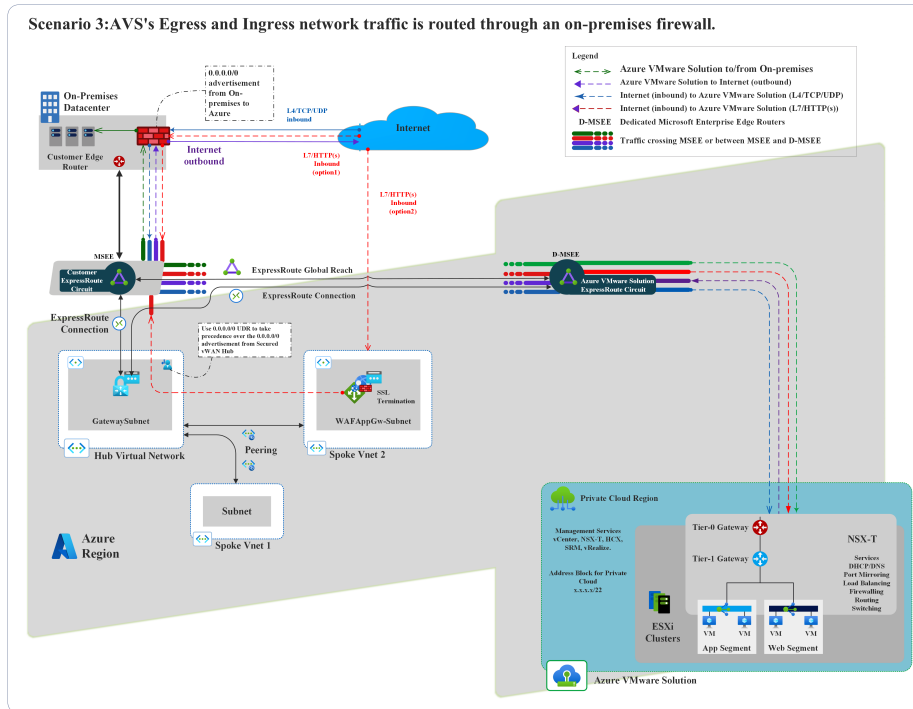 Scenario 3:AVS's Egress and Ingress network traffic is routed through an on-premises firewall.
Legend
Azure VMware Solution to/from On-premises
Azure VMware Solution to Internet (outbound)
Internet (inbound) to Azure VMware Solution (L4/TCP/UDP)
Internet (inbound) to Azure VMware Solution (L7/HTTP(s))
D-MSEE Dedicated Microsoft Enterprise Edge Routers
Traffic crossing MSEE or between MSEE and D-MSEE
0.0.0.0/0
advertisement
from On-
premises to
Azure
On-Premises
Datacenter
Customer Edge
Router
L4/TCP/UDP
inbound
Internet
Internet
outbound
L7/HTTP(s)
Inbound
(option1)
L7/HTTP(s)
Inbound
(option2)
MSEE
Customer
ExpressRoute
Circuit
ExpressRoute Global Reach
ExpressRoute Connection
D-MSEE
Azure VMware Solution
ExpressRoute Circuit
ExpressRoute
Connection
Use 0.0.0.0/0 UDR to take
precedence over the 0.0.0.0/0
advertisement from Secured
vWAN Hub
GatewaySubnet
Hub Virtual Network
SSL
Termination
WAFAppGw-Subnet
Spoke Vnet 2
Peering
Subnet
Spoke Vnet 1
Azure
Region
Private Cloud Region
Management Services
vCenter, NSX-T, HCX,
SRM, vRealize.
Address Block for Private
Cloud
x.x.x.x/22
Tier-0 Gateway
Tier-1 Gateway
NSX-T
Services
DHCP/DNS
Port Mirroring
Load Balancing
Firewalling
Routing
Switching
ESXi
Clusters
VM VM
App Segment
VM VM
Web Segment
Azure VMware Solution